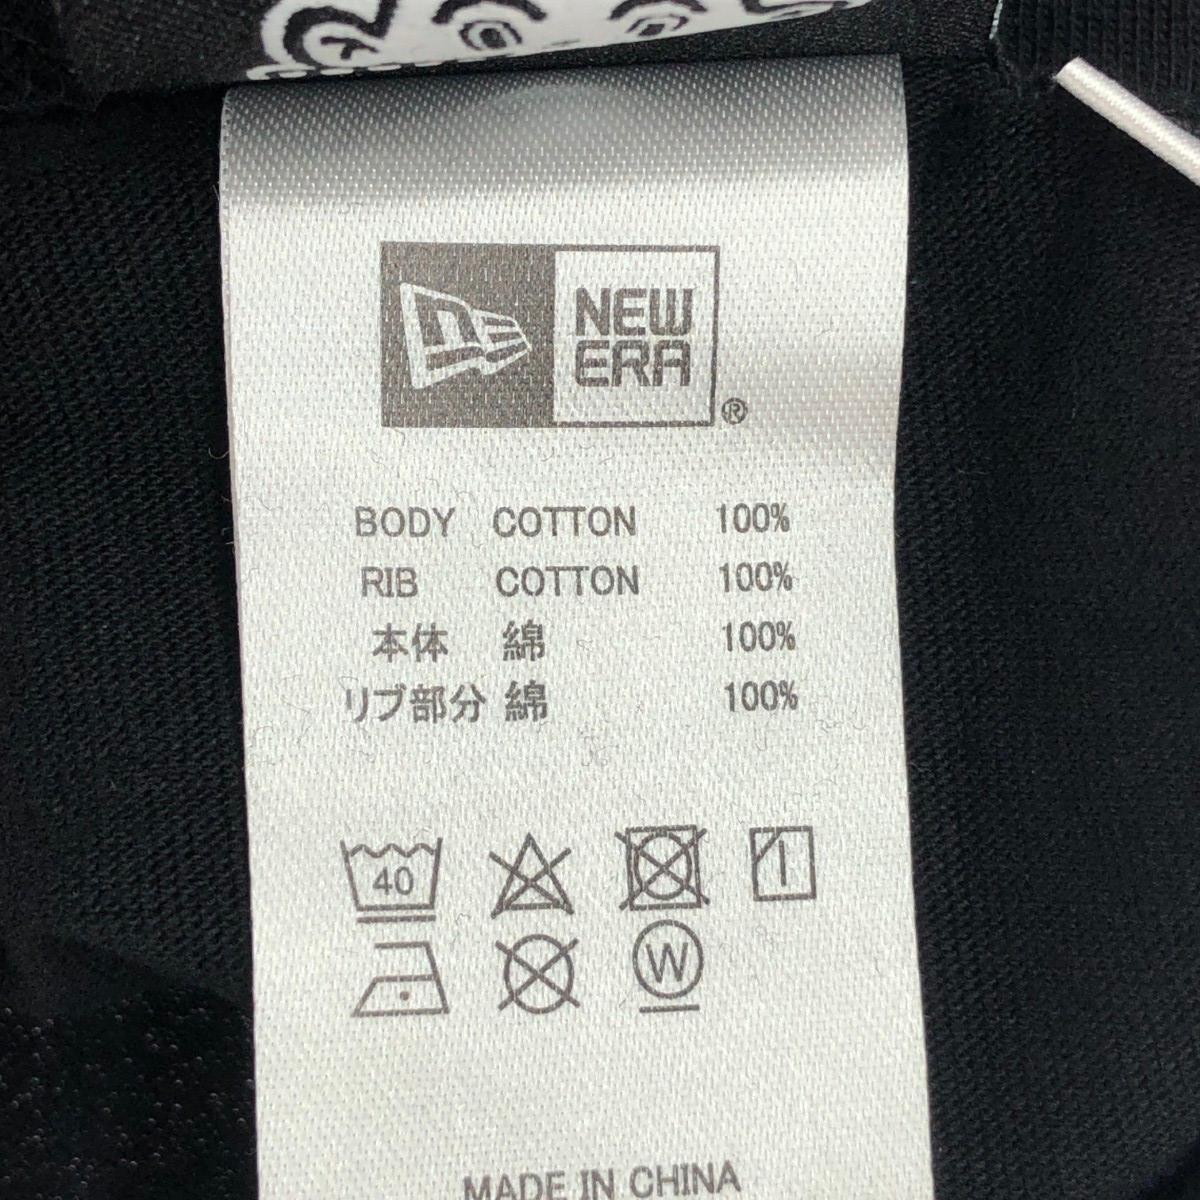 NEW
ERA
®
BODY COTTON 100%
RIB COTTON 100%
本体 綿 100%
リブ部分 綿 100%
40
W
MADE IN CHINA